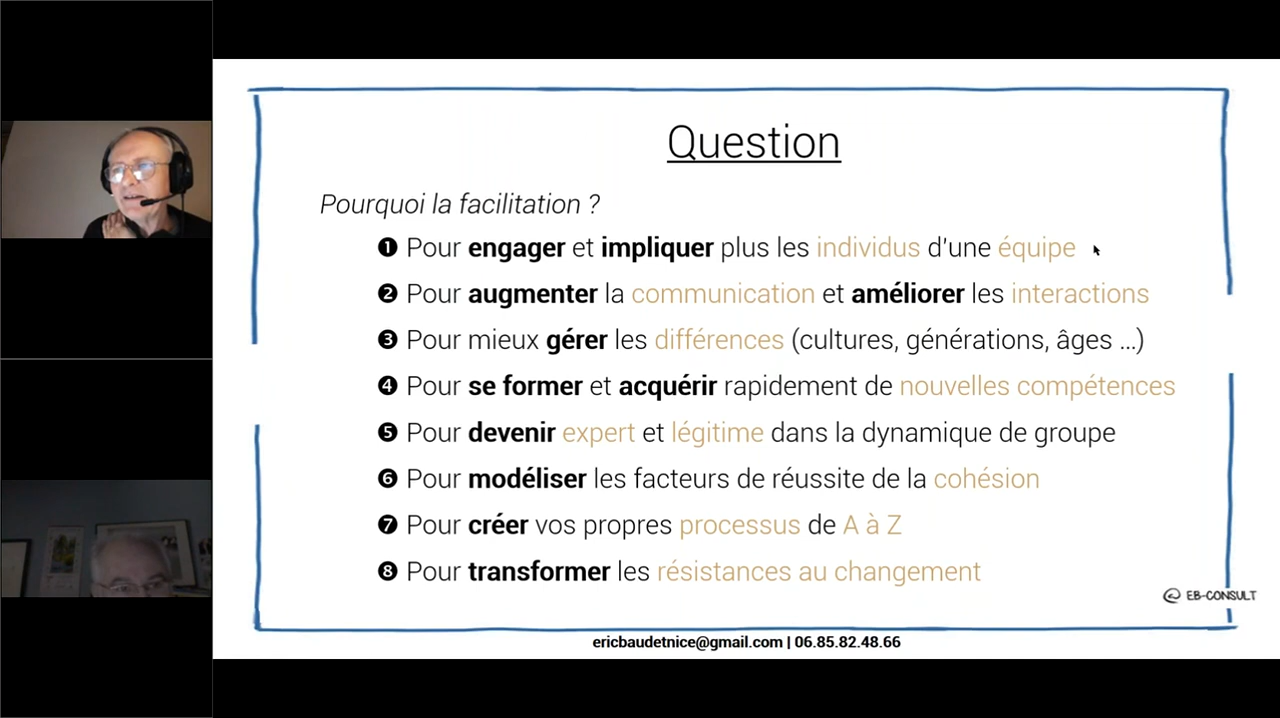 Question
Pourquoi la facilitation ?
❶ Pour engager et impliquer plus les individus d'une équipe
❷ Pour augmenter la communication et améliorer les interactions
❸ Pour mieux gérer les différences (cultures, générations, âges ...)
❹ Pour se former et acquérir rapidement de nouvelles compétences
❺ Pour devenir expert et légitime dans la dynamique de groupe
❻ Pour modéliser les facteurs de réussite de la cohésion
❼ Pour créer vos propres processus de A à Z
❽ Pour transformer les résistances au changement
@ EB-CONSULT
ericbaudetnice@gmail.com | 06.85.82.48.66